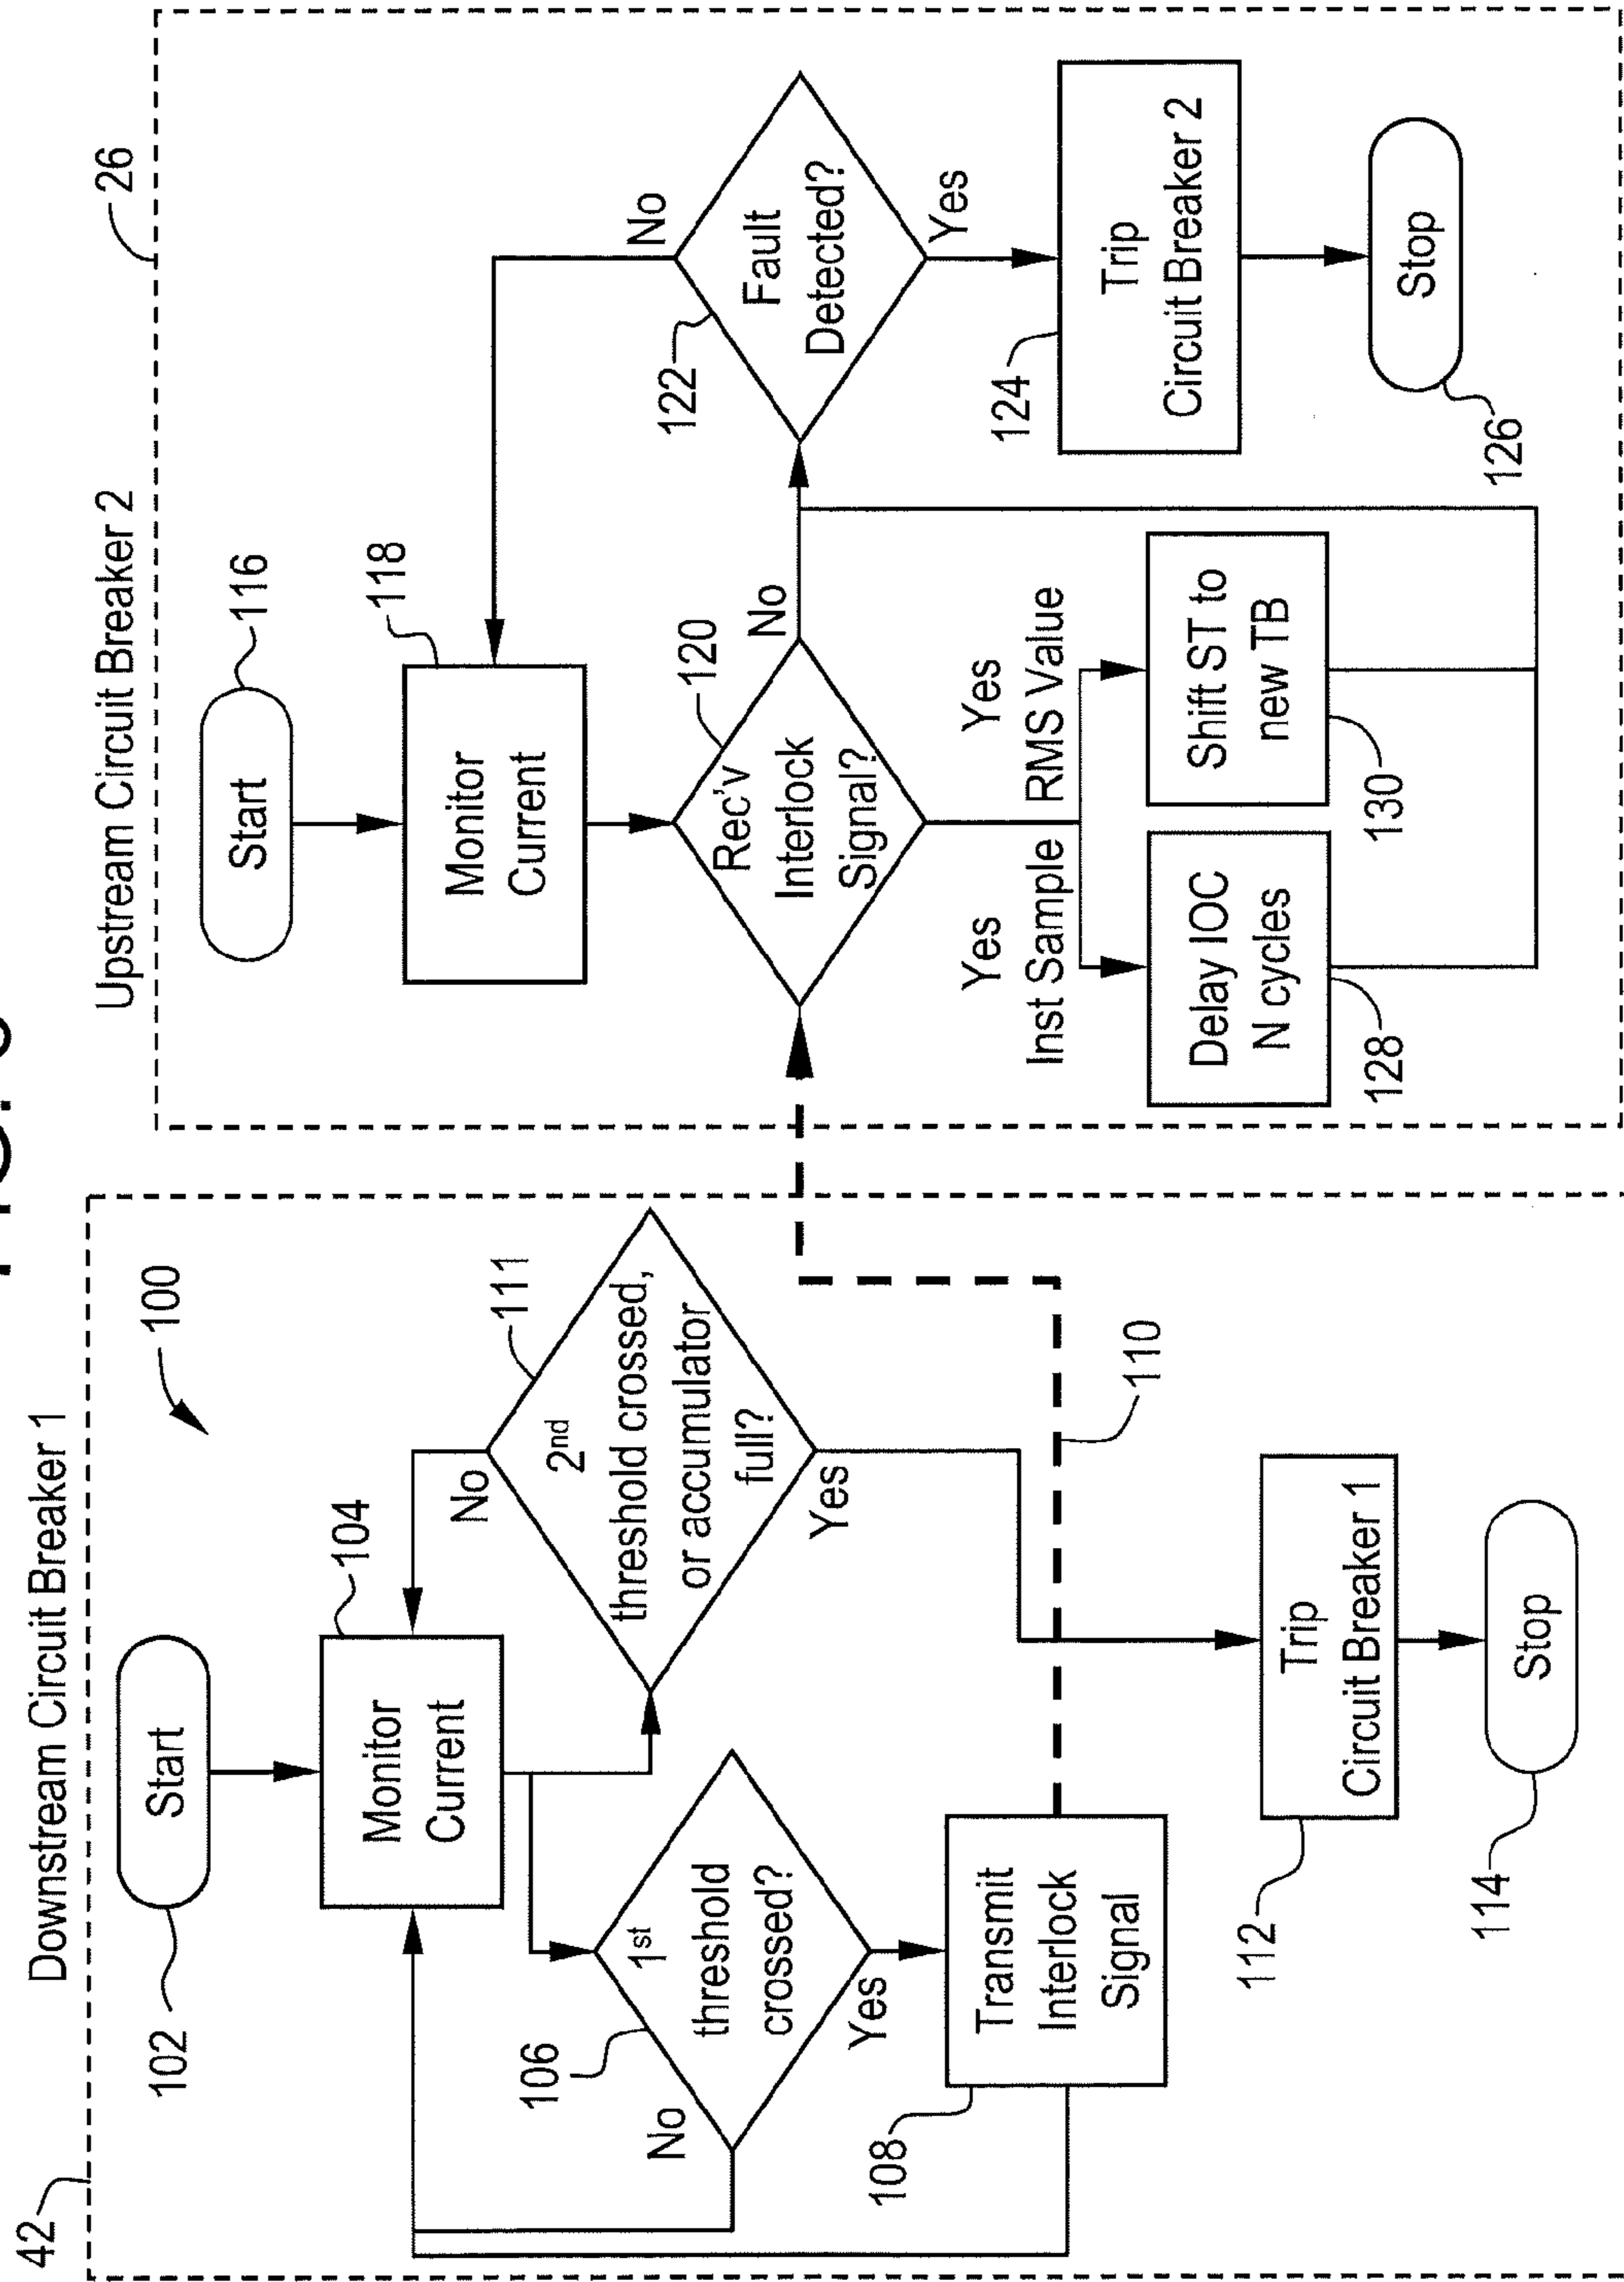 42
Downstream Circuit Breaker 1
100
102
Start
104
Monitor
Current
106
1st
threshold
crossed?
No
Yes
108
Transmit
Interlock
Signal
110
111
2nd
threshold crossed,
or accumulator
full?
No
Yes
112
Trip
Circuit Breaker 1
114
Stop
Upstream Circuit Breaker 2
26
Start
116
118
Monitor
Current
120
Rec'v
Interlock
Signal?
No
Yes
Inst Sample
Yes
RMS Value
Delay IOC
N cycles
128
Shift ST to
new TB
130
122
Fault
Detected?
No
Yes
124
Trip
Circuit Breaker 2
Stop
126